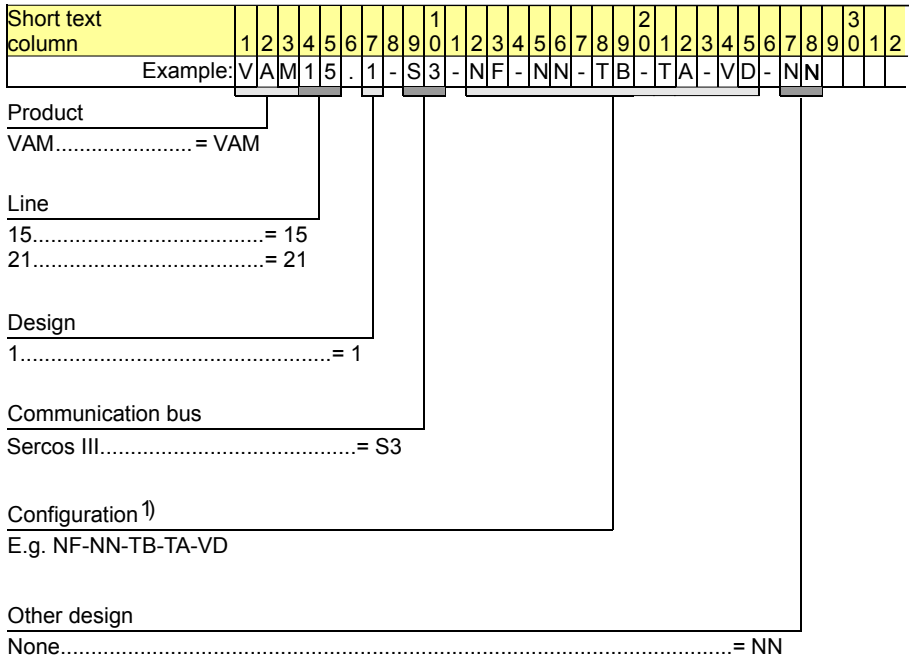 Short text 1 2 3
column 1 2 3 4 5 6 7 8 9 0 1 2 3 4 5 6 7 8 9 0 1 2 3 4 5 6 7 8 9 0 1 2
Example: V A M 1 5 . 1 - S 3 - N F - N N - T B - T A - V D - N N
Product
VAM....................... = VAM
Line
15.......................................= 15
21.......................................= 21
Design
1....................................................= 1
Communication bus
Sercos III...........................................= S3
Configuration 1)
E.g. NF-NN-TB-TA-VD
Other design
None................................................................................................................= NN